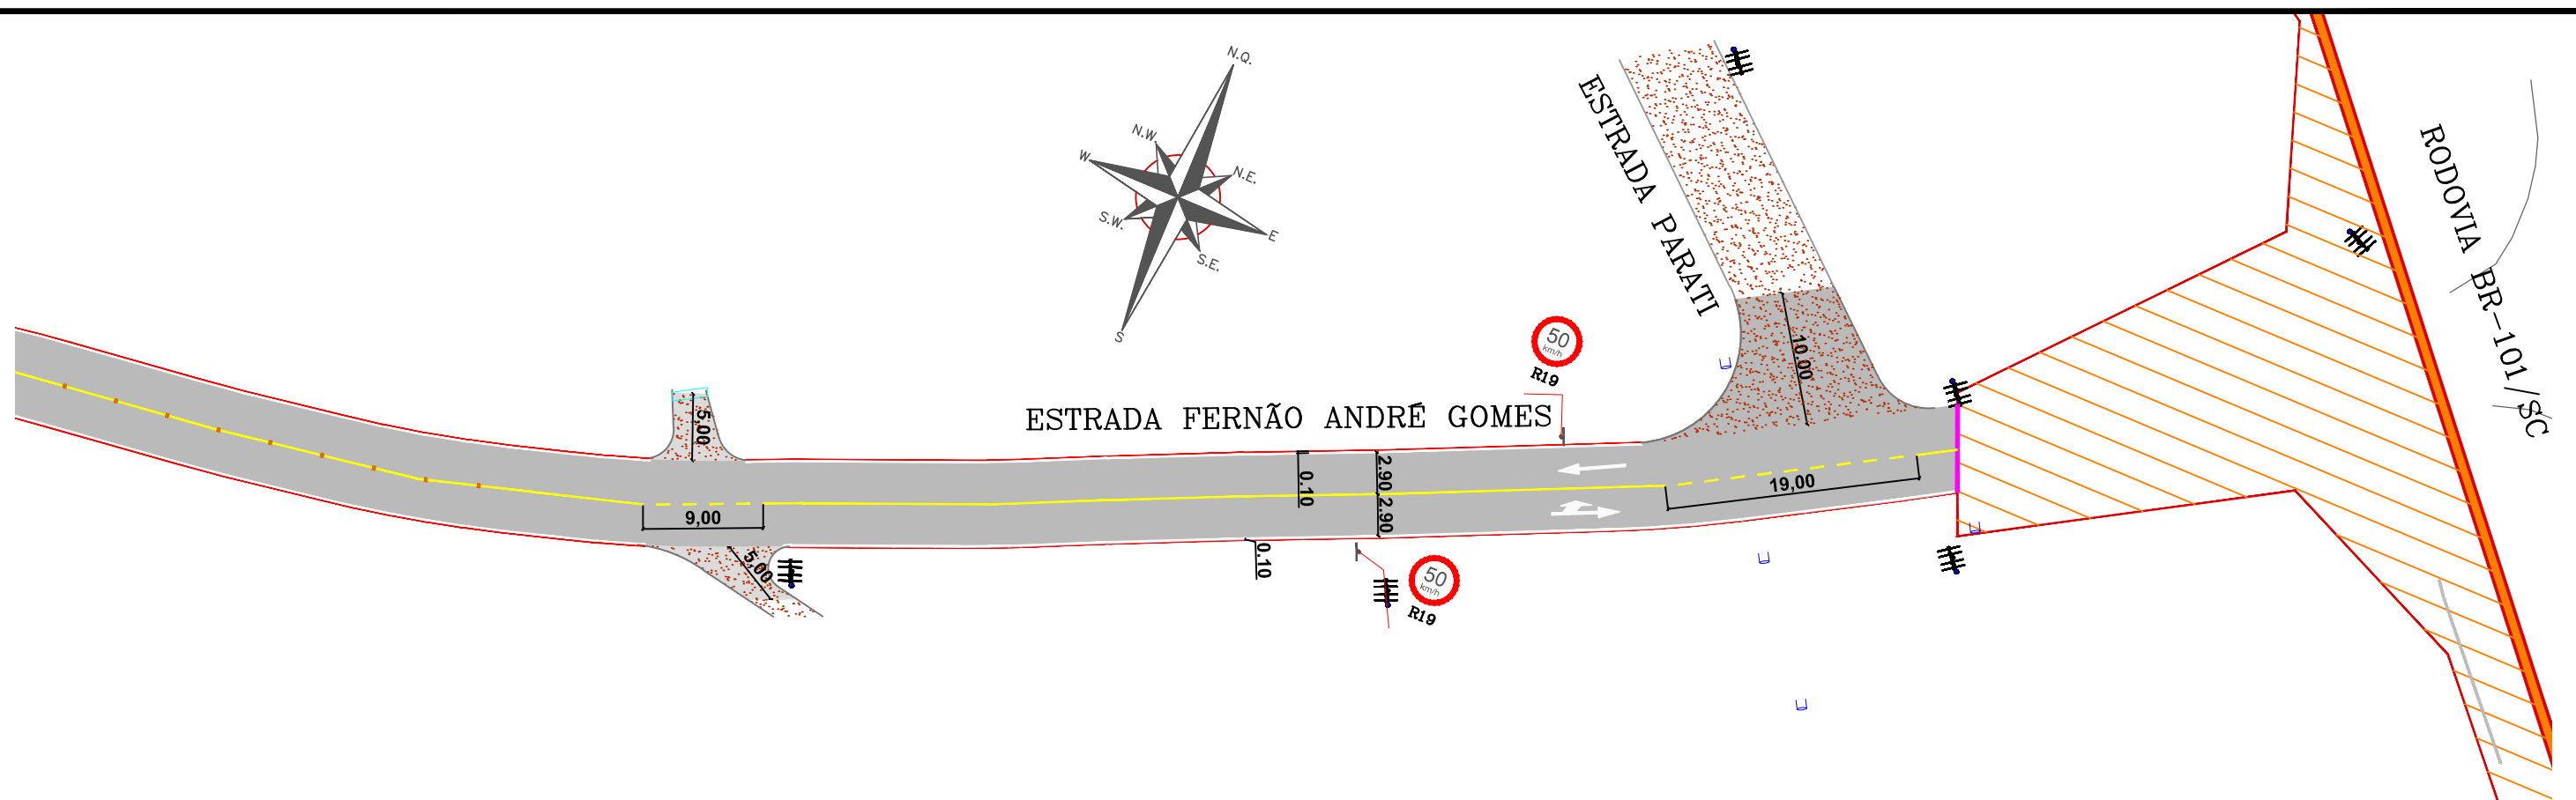 N.Q.
N.W.
W
N.E.
S.W.
E
S.E.
S
ESTRADA PARATI
RODOVIA BR-101/SC
50
km/h
R19
10.00
ESTRADA FERNÃO ANDRÉ GOMES
5,00
2.90
0.10
2.90
19,00
9,00
5,00
0.10
50
km/h
R19